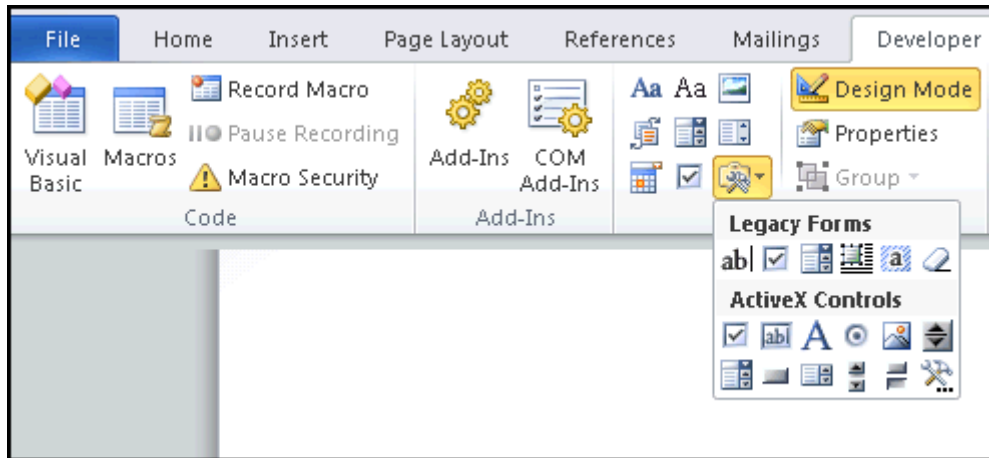 File Home Insert Page Layout References Mailings Developer
Visual Basic
Macros
Record Macro
Pause Recording
Macro Security
Code
Add-Ins
COM Add-Ins
Add-Ins
Aa Aa
Design Mode
Properties
Group
Legacy Forms
ab| a
ActiveX Controls
abl A